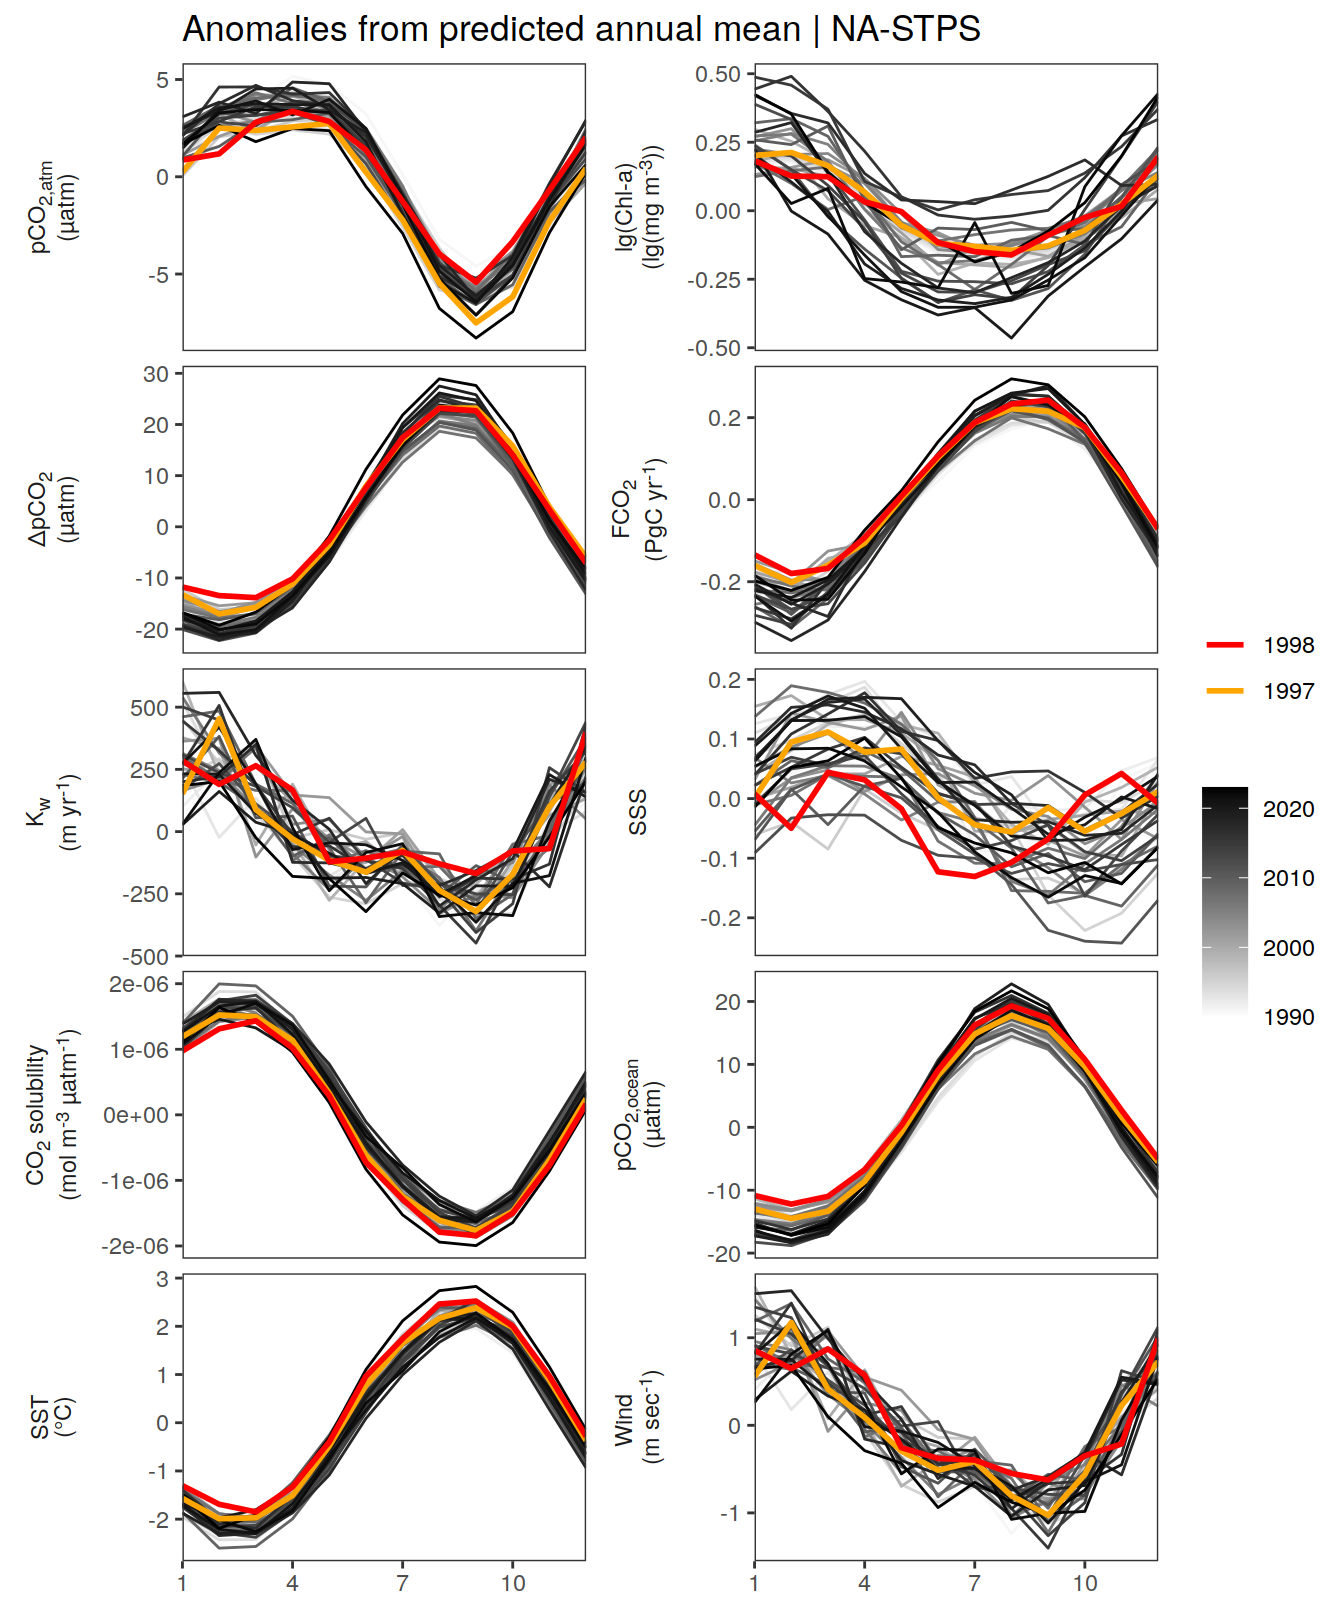 Anomalies from predicted annual mean | NA-STPS
pCO2,atm
(µatm)
5
0
-5
lg(Chl-a)
(lg(mg m-3))
0.50
0.25
0.00
-0.25
-0.50
ΔpCO2
(µatm)
30
20
10
0
-10
-20
FCO2
(PgC yr-1)
0.2
0.0
-0.2
Kw
(m yr-1)
500
250
0
-250
-500
SSS
0.2
0.1
0.0
-0.1
-0.2
CO2 solubility
(mol m-3 µatm-1)
2e-06
1e-06
0e+00
-1e-06
-2e-06
pCO2,ocean
(µatm)
20
10
0
-10
-20
SST
(°C)
3
2
1
0
-1
-2
1 4 7 10
Wind
(m sec-1)
1
0
-1
1 4 7 10
1998
1997
2020
2010
2000
1990